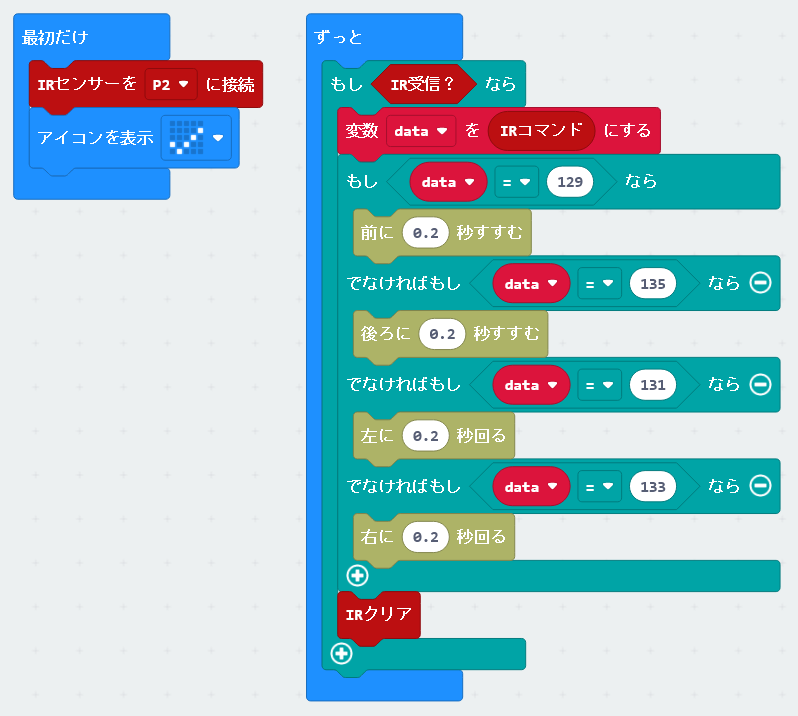 最初だけ
IRセンサーを P2 に接続
アイコンを表示
ずっと
もし IR受信？ なら
変数 data を IRコマンド にする
もし data = 129 なら
前に 0.2 秒すすむ
でなければもし data = 135 なら
後ろに 0.2 秒すすむ
でなければもし data = 131 なら
左に 0.2 秒回る
でなければもし data = 133 なら
右に 0.2 秒回る
IRクリア